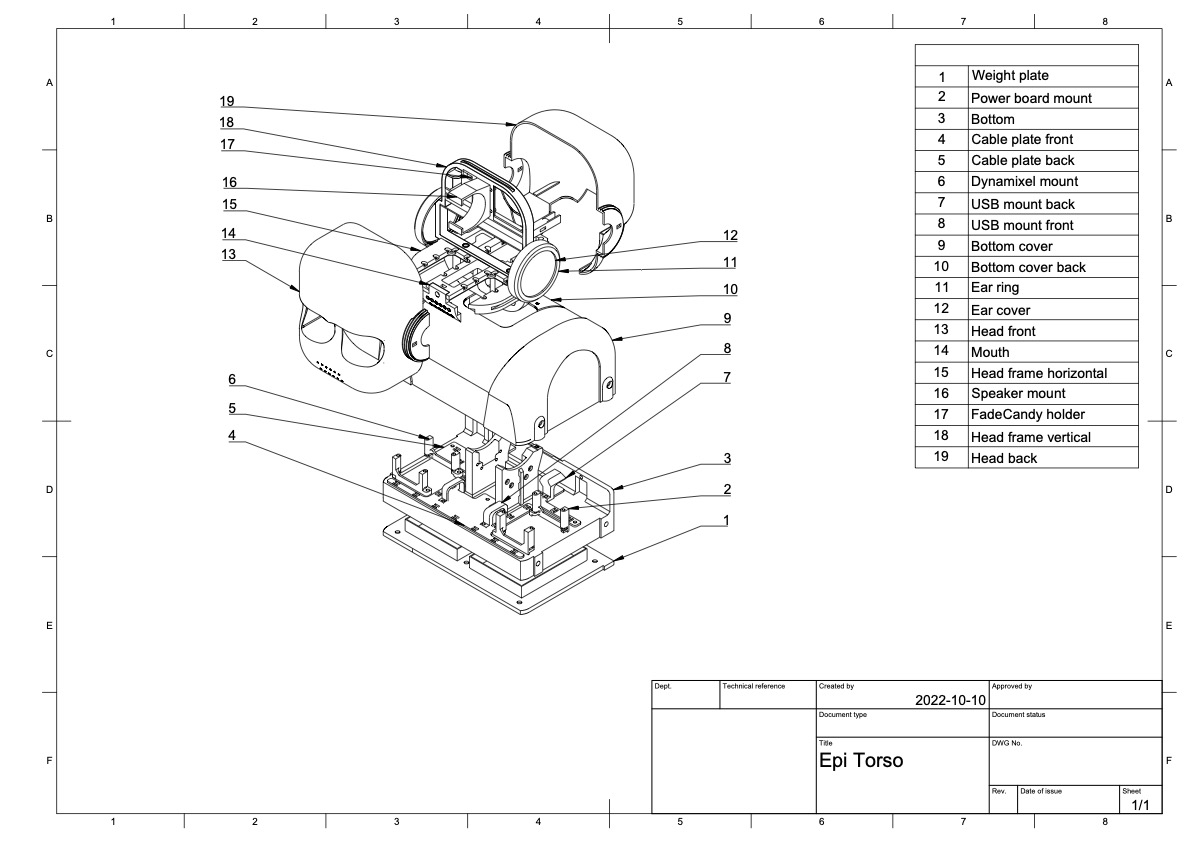 1 2 3 4 5 6 7 8
A A
B B
C C
D D
E E
F F
19
18
17
16
15
14
13
12
11
10
9
8
7
6
5
4
3
2
1
1 Weight plate
2 Power board mount
3 Bottom
4 Cable plate front
5 Cable plate back
6 Dynamixel mount
7 USB mount back
8 USB mount front
9 Bottom cover
10 Bottom cover back
11 Ear ring
12 Ear cover
13 Head front
14 Mouth
15 Head frame horizontal
16 Speaker mount
17 FadeCandy holder
18 Head frame vertical
19 Head back
Dept. Technical reference Created by Approved by
2022-10-10
Document type Document status
Title DWG No.
Epi Torso
Rev. Date of issue Sheet
1/1
1 2 3 4 5 6 7 8